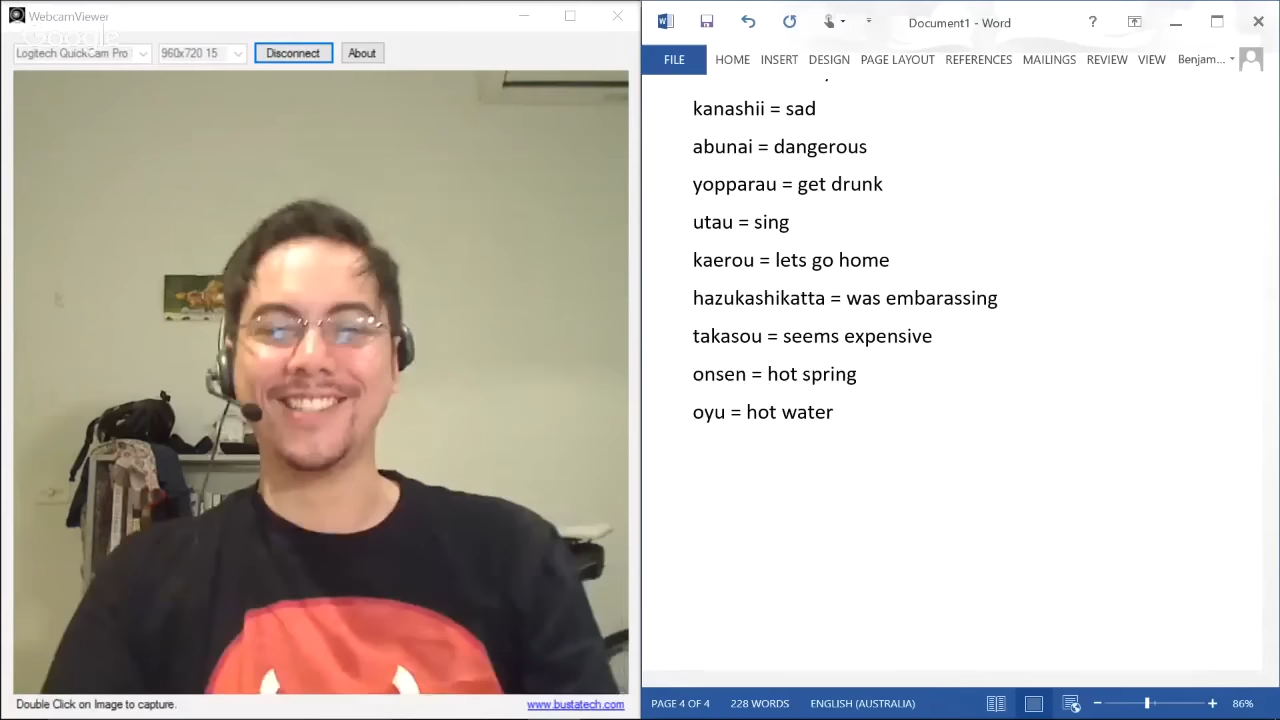 WebcamViewer
Google
Logitech QuickCam Pro
960x720 15
Disconnect
About
Double Click on Image to capture.
www.bustatech.com
Document1 - Word
?
FILE
HOME
INSERT
DESIGN
PAGE LAYOUT
REFERENCES
MAILINGS
REVIEW
VIEW
Benjam...
kanashii = sad
abunai = dangerous
yopparau = get drunk
utau = sing
kaerou = lets go home
hazukashikatta = was embarassing
takasou = seems expensive
onsen = hot spring
oyu = hot water
PAGE 4 OF 4
228 WORDS
ENGLISH (AUSTRALIA)
86%